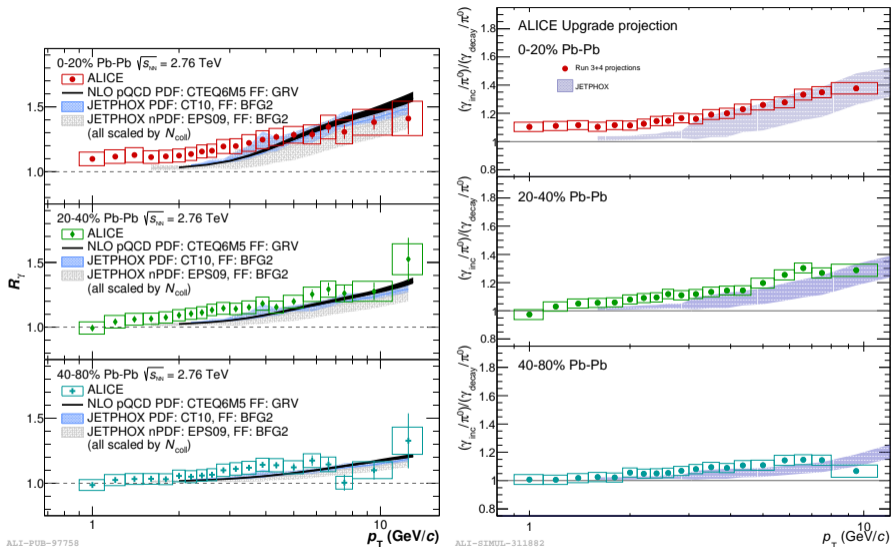 0-20% Pb-Pb √sNN = 2.76 TeV
ALICE
NLO pQCD PDF: CTEQ6M5 FF: GRV
JETPHOX PDF: CT10, FF: BFG2
JETPHOX nPDF: EPS09, FF: BFG2
(all scaled by Ncoll)
1.5
1.0
20-40% Pb-Pb √sNN = 2.76 TeV
ALICE
NLO pQCD PDF: CTEQ6M5 FF: GRV
JETPHOX PDF: CT10, FF: BFG2
JETPHOX nPDF: EPS09, FF: BFG2
(all scaled by Ncoll)
Rγ
1.5
1.0
40-80% Pb-Pb √sNN = 2.76 TeV
ALICE
NLO pQCD PDF: CTEQ6M5 FF: GRV
JETPHOX PDF: CT10, FF: BFG2
JETPHOX nPDF: EPS09, FF: BFG2
(all scaled by Ncoll)
1.5
1.0
1 10
pT (GeV/c)
ALI-PUB-97758
ALICE Upgrade projection
0-20% Pb-Pb
Run 3+4 projections
JETPHOX
(γinc/π0)/(γdecay/π0)
1.8
1.6
1.4
1.2
1
0.8
20-40% Pb-Pb
(γinc/π0)/(γdecay/π0)
1.8
1.6
1.4
1.2
1
0.8
40-80% Pb-Pb
(γinc/π0)/(γdecay/π0)
1.8
1.6
1.4
1.2
1
0.8
1 10
pT (GeV/c)
ALI-SIMUL-311882